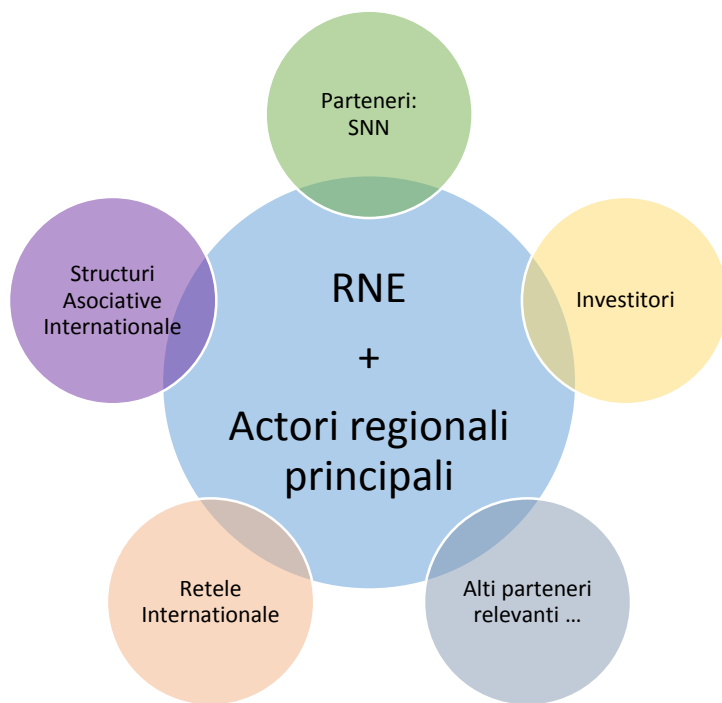 Parteneri:
SNN
Structuri
Asociative
Internationale
RNE
+
Actori regionali
principali
Investitori
Retele
Internationale
Alti parteneri
relevanti ...